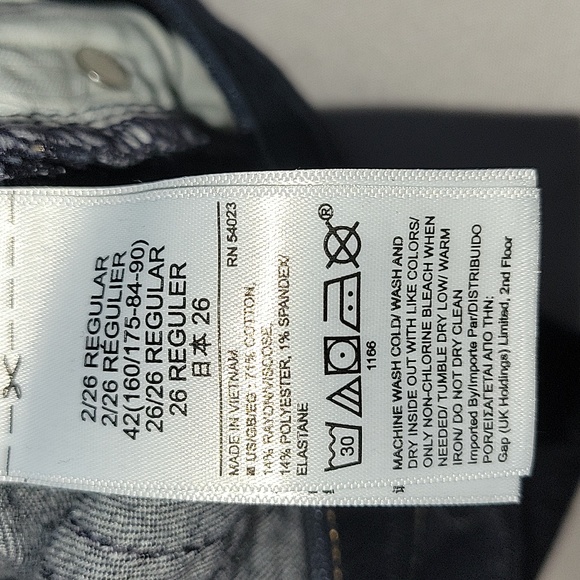 2/26 REGULAR
2/26 RÉGULIER
42(160/175-84-90)
26/26 REGULAR
26 REGULER
日本 26
MADE IN VIETNAM RN 54023
US/GB/EG - 71% COTTON,
14% RAYON/VISCOSE,
14% POLYESTER, 1% SPANDEX/
ELASTANE
30
®
1166
MACHINE WASH COLD/ WASH AND
DRY INSIDE OUT WITH LIKE COLORS/
ONLY NON-CHLORINE BLEACH WHEN
NEEDED/ TUMBLE DRY LOW/ WARM
IRON/ DO NOT DRY CLEAN
Imported By/Importe Par/DISTRIBUIDO
POR/ΕΙΣΑΓΕΤΑΙ ΑΠΟ ΤΗΝ:
Gap (UK Holdings) Limited, 2nd Floor